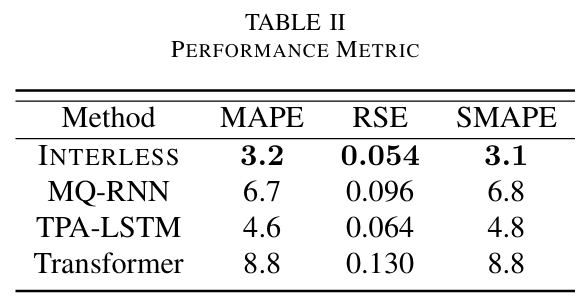 TABLE II
PERFORMANCE METRIC
Method MAPE RSE SMAPE
INTERLESS 3.2 0.054 3.1
MQ-RNN 6.7 0.096 6.8
TPA-LSTM 4.6 0.064 4.8
Transformer 8.8 0.130 8.8